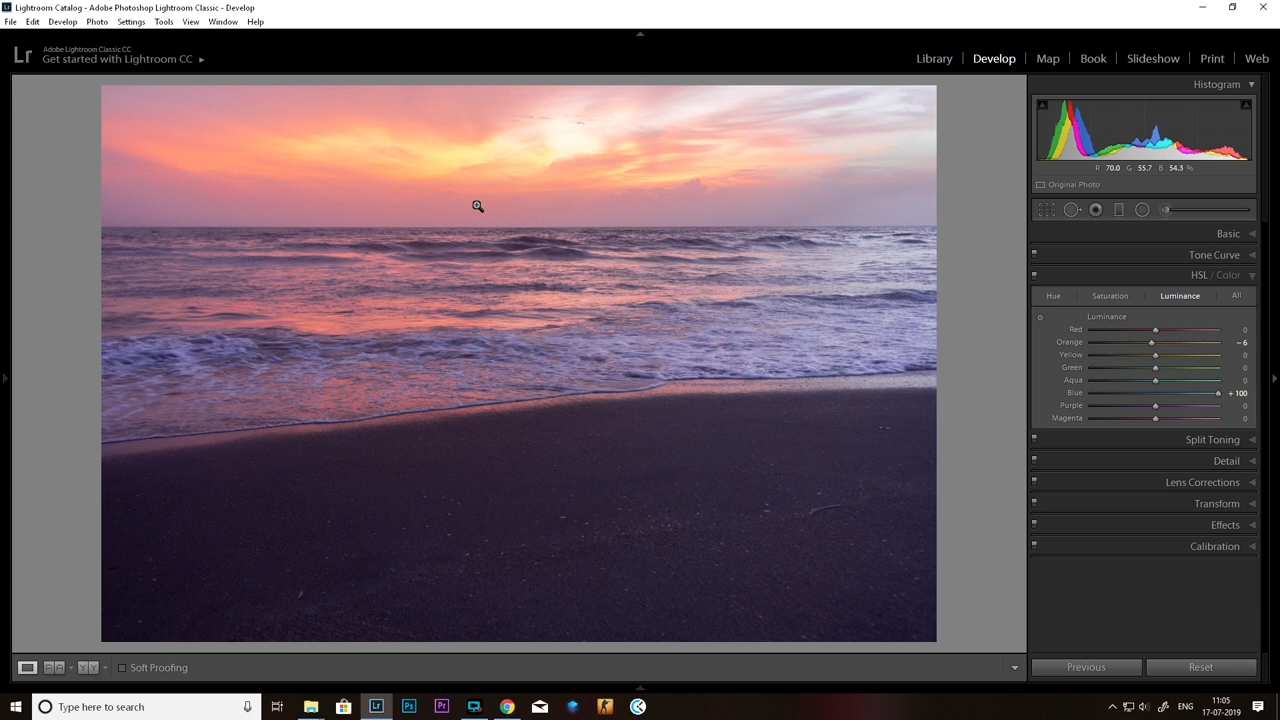 Lightroom Catalog - Adobe Photoshop Lightroom Classic - Develop
File Edit Develop Photo Settings Tools View Window Help
Lr
Adobe Lightroom Classic CC
Get started with Lightroom CC
Library Develop Map Book Slideshow Print Web
Histogram
R 70.0 G 55.7 B 54.3 %
Original Photo
Basic
Tone Curve
HSL / Color
Hue Saturation Luminance All
Luminance
Red 0
Orange – 6
Yellow 0
Green 0
Aqua 0
Blue + 100
Purple 0
Magenta 0
Split Toning
Detail
Lens Corrections
Transform
Effects
Calibration
R A Y Y Soft Proofing
Previous Reset
Type here to search
Lr Ps Pr
ENG
11:05
17-07-2019